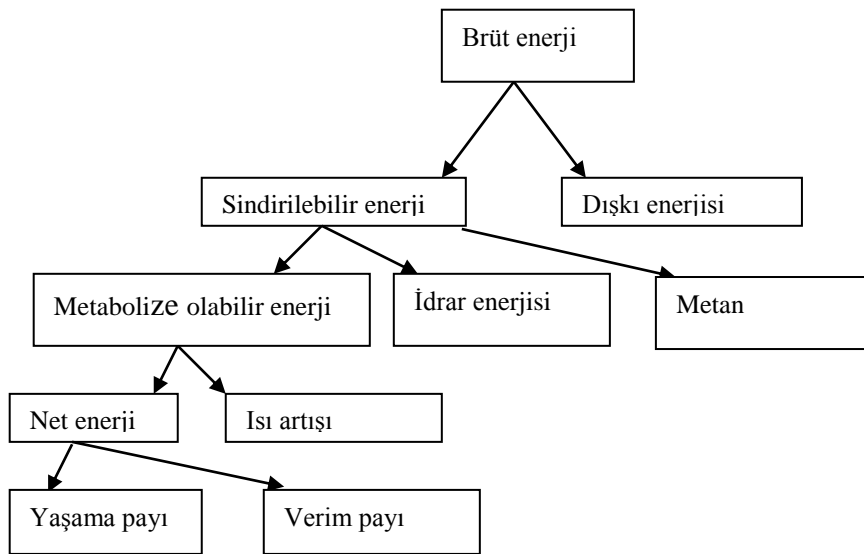 Brüt enerji
Sindirilebilir enerji
Dışkı enerjisi
Metabolize olabilir enerji
İdrar enerjisi
Metan
Net enerji
Isı artışı
Yaşama payı
Verim payı